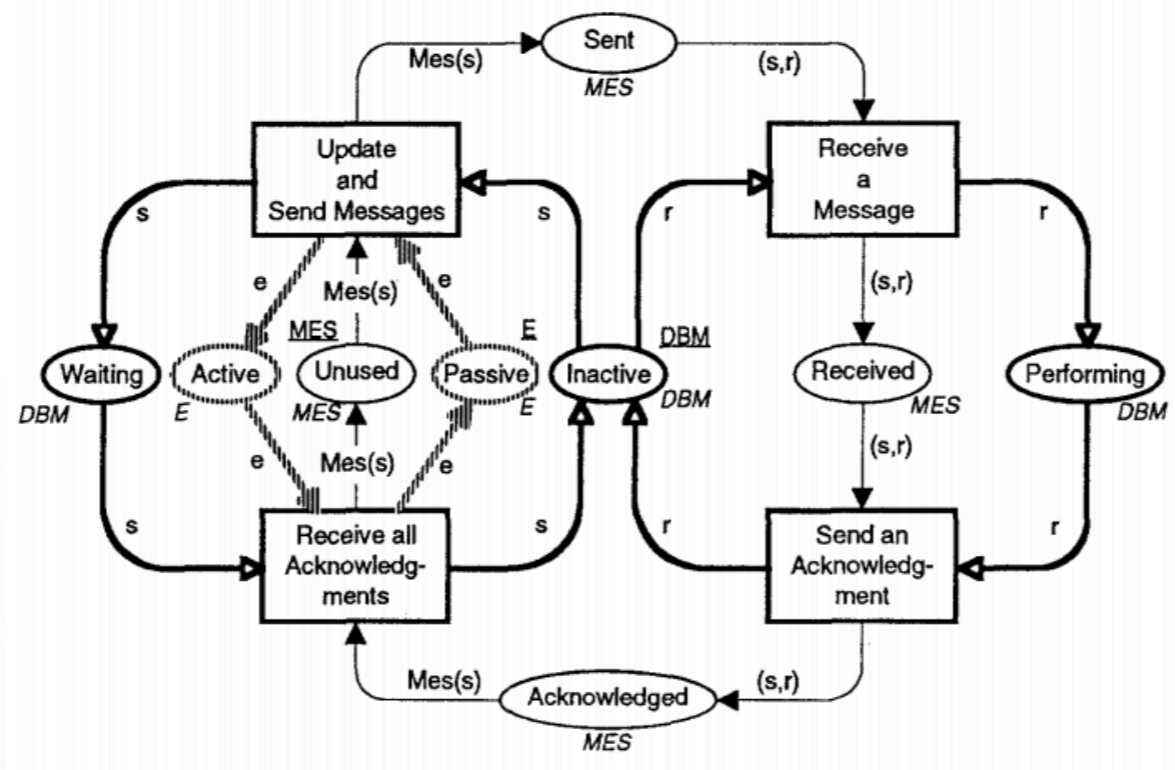 Sent
Mes(s)
(s,r)
MES
Update
and
Send Messages
Receive
a
Message
s
s
r
r
e
Mes(s)
e
(s,r)
MES
E
DBM
Waiting
Active
Unused
Passive
Inactive
Received
Performing
DBM
E
MES
E
DBM
MES
DBM
e
Mes(s)
e
(s,r)
s
s
r
r
Receive all
Acknowledg-
ments
Send an
Acknowledg-
ment
Mes(s)
Acknowledged
(s,r)
MES